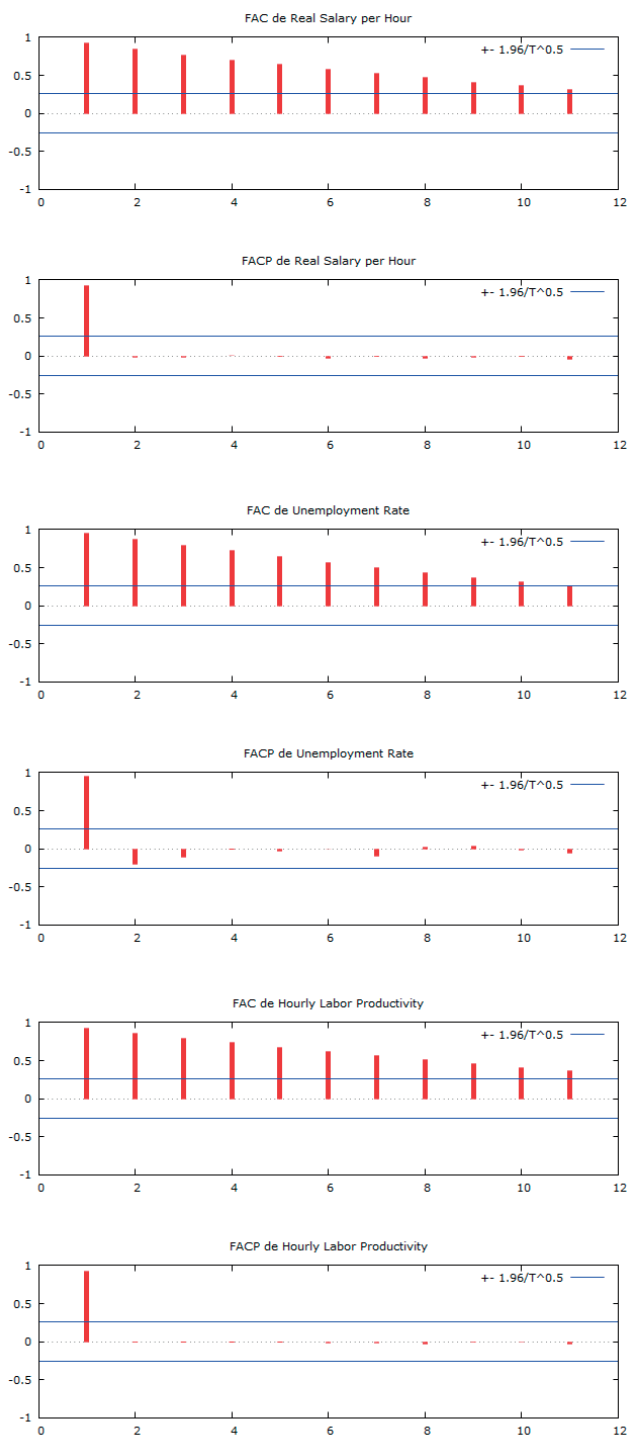 FAC de Real Salary per Hour
+- 1.96/T^0.5
1
0.5
0
-0.5
-1
0 2 4 6 8 10 12
FACP de Real Salary per Hour
+- 1.96/T^0.5
1
0.5
0
-0.5
-1
0 2 4 6 8 10 12
FAC de Unemployment Rate
+- 1.96/T^0.5
1
0.5
0
-0.5
-1
0 2 4 6 8 10 12
FACP de Unemployment Rate
+- 1.96/T^0.5
1
0.5
0
-0.5
-1
0 2 4 6 8 10 12
FAC de Hourly Labor Productivity
+- 1.96/T^0.5
1
0.5
0
-0.5
-1
0 2 4 6 8 10 12
FACP de Hourly Labor Productivity
+- 1.96/T^0.5
1
0.5
0
-0.5
-1
0 2 4 6 8 10 12